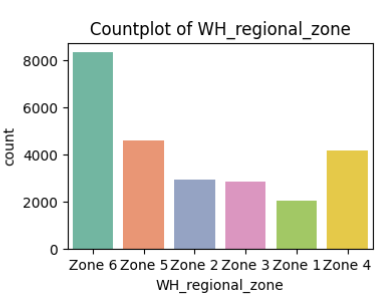 Countplot of WH_regional_zone
8000
6000
4000
2000
0
count
Zone 6 Zone 5 Zone 2 Zone 3 Zone 1 Zone 4
WH_regional_zone